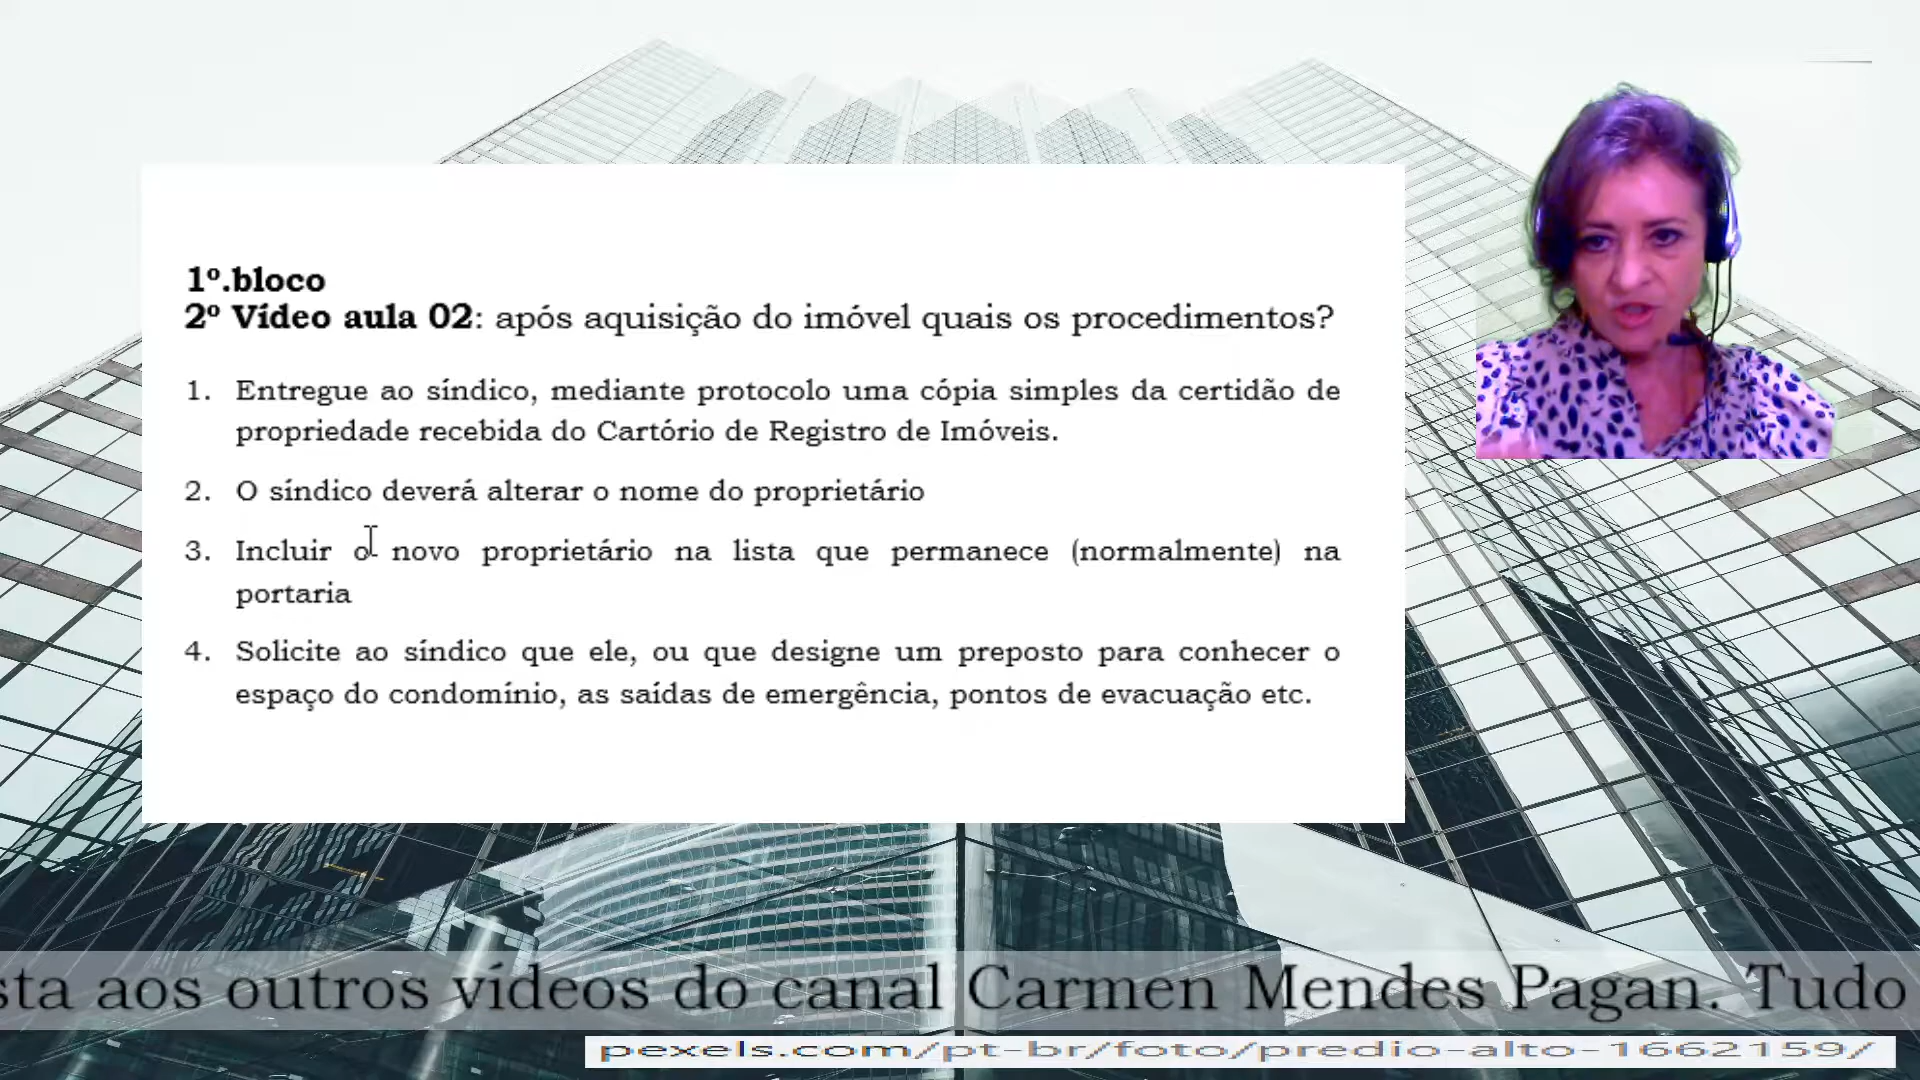 1º.bloco
2º Vídeo aula 02: após aquisição do imóvel quais os procedimentos?
1. Entregue ao síndico, mediante protocolo uma cópia simples da certidão de
propriedade recebida do Cartório de Registro de Imóveis.
2. O síndico deverá alterar o nome do proprietário
3. Incluir o novo proprietário na lista que permanece (normalmente) na
portaria
4. Solicite ao síndico que ele, ou que designe um preposto para conhecer o
espaço do condomínio, as saídas de emergência, pontos de evacuação etc.
sta aos outros vídeos do canal Carmen Mendes Pagan. Tudo
pexels.com/pt-br/foto/predio-alto-1662159/